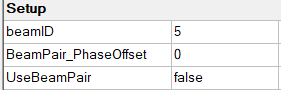 Setup
beamID 5
BeamPair_PhaseOffset 0
UseBeamPair false